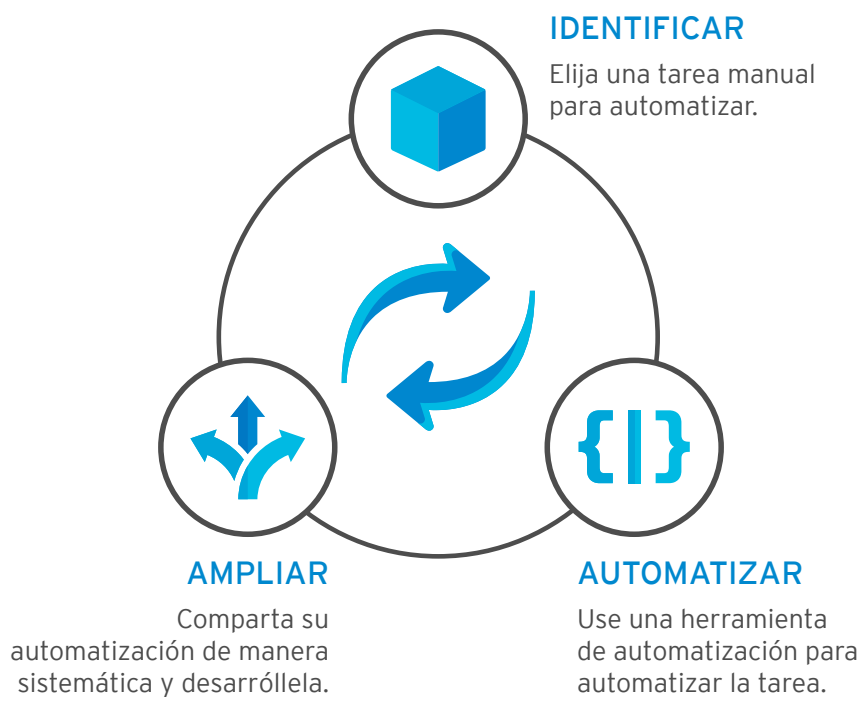 IDENTIFICAR
Elija una tarea manual
para automatizar.
AMPLIAR
Comparta su
automatización de manera
sistemática y desarróllela.
AUTOMATIZAR
Use una herramienta
de automatización para
automatizar la tarea.